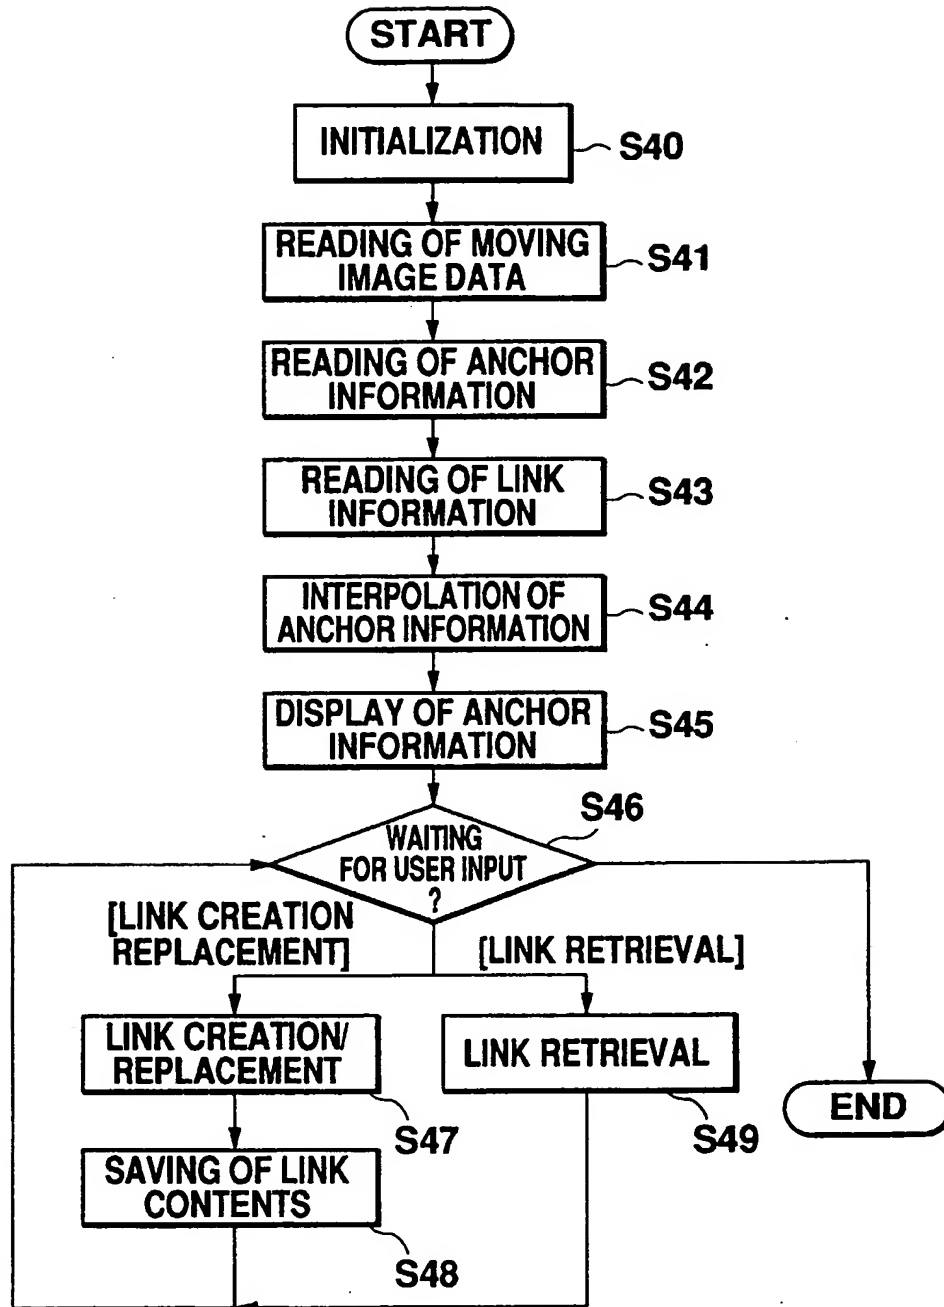 START
INITIALIZATION
S40
READING OF MOVING
IMAGE DATA
S41
READING OF ANCHOR
INFORMATION
S42
READING OF LINK
INFORMATION
S43
INTERPOLATION OF
ANCHOR INFORMATION
S44
DISPLAY OF ANCHOR
INFORMATION
S45
S46
WAITING
FOR USER INPUT
?
[LINK CREATION
REPLACEMENT]
[LINK RETRIEVAL]
LINK CREATION/
REPLACEMENT
S47
LINK RETRIEVAL
S49
END
SAVING OF LINK
CONTENTS
S48